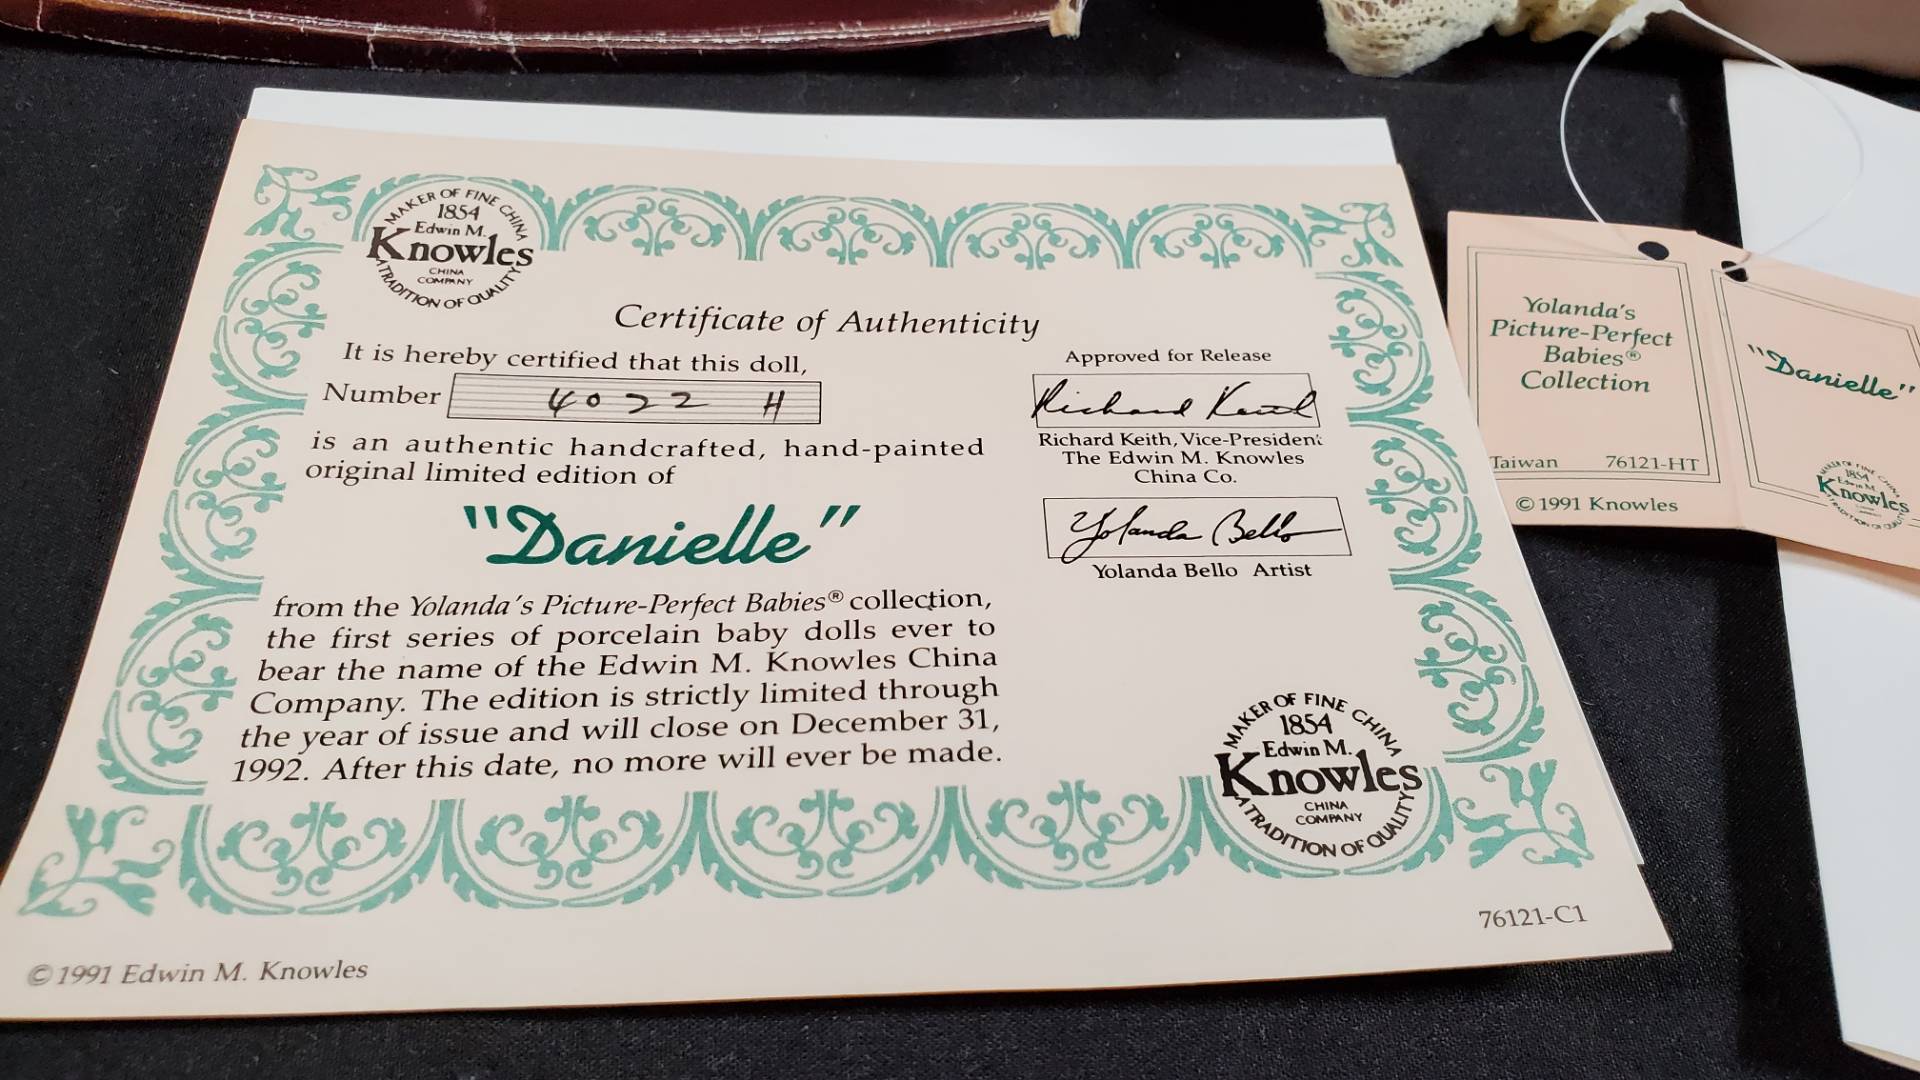 MAKER OF FINE CHINA
1854
Edwin M.
Knowles
CHINA
COMPANY
A TRADITION OF QUALITY
Certificate of Authenticity
It is hereby certified that this doll,
Number 4022 H
is an authentic handcrafted, hand-painted
original limited edition of
"Danielle"
from the Yolanda's Picture-Perfect Babies® collection,
the first series of porcelain baby dolls ever to
bear the name of the Edwin M. Knowles China
Company. The edition is strictly limited through
the year of issue and will close on December 31,
1992. After this date, no more will ever be made.
Approved for Release
Richard Keith
Richard Keith, Vice-President
The Edwin M. Knowles
China Co.
Yolanda Bello
Yolanda Bello Artist
MAKER OF FINE CHINA
1854
Edwin M.
Knowles
CHINA
COMPANY
A TRADITION OF QUALITY
76121-C1
© 1991 Edwin M. Knowles
Yolanda's
Picture-Perfect
Babies®
Collection
Taiwan 76121-HT
© 1991 Knowles
"Danielle"
MAKER OF FINE CHINA
1854
Edwin M.
Knowles